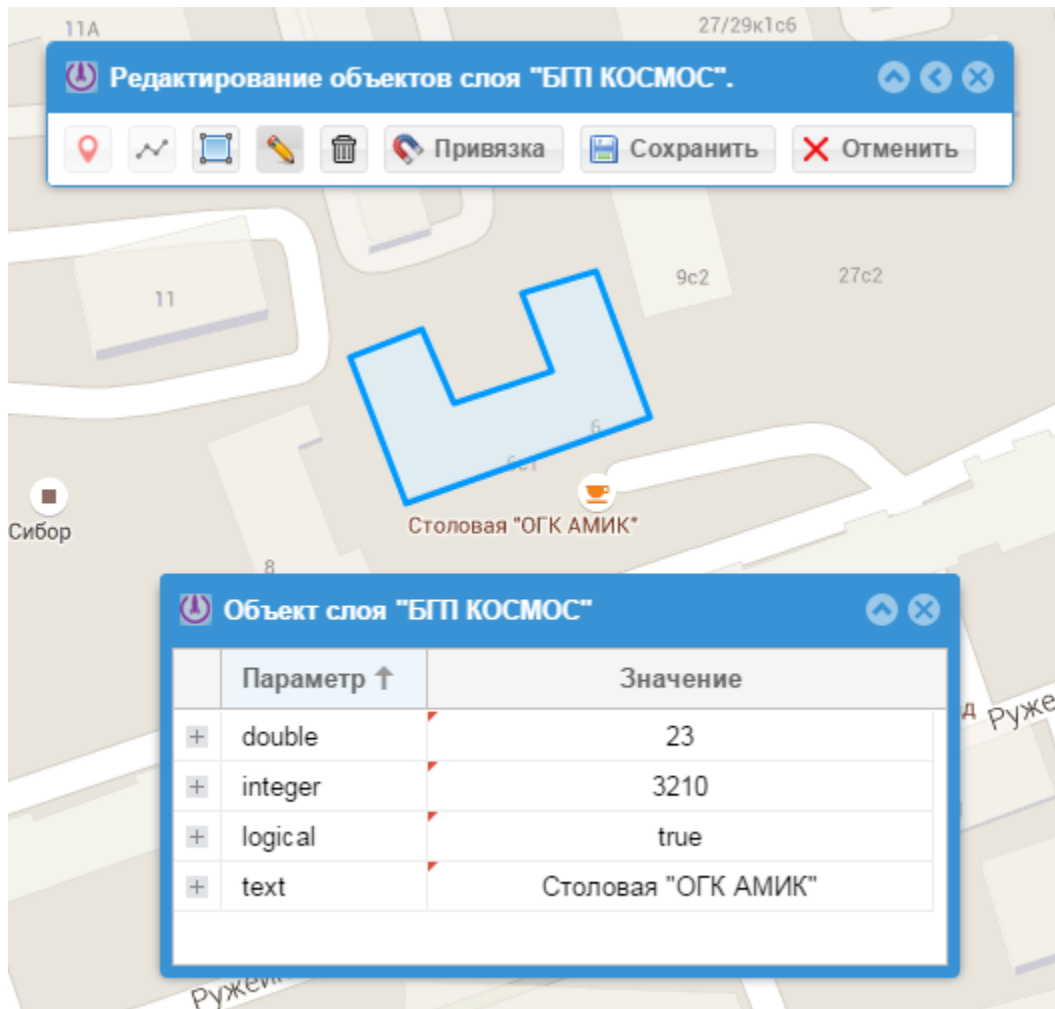 11А
27/29к1с6
Редактирование объектов слоя "БГП КОСМОС".
Привязка
Сохранить
Отменить
9с2
27с2
11
6
6с1
Столовая "ОГК АМИК"
Сибор
8
Объект слоя "БГП КОСМОС"
Параметр
Значение
double
23
integer
3210
logical
true
text
Столовая "ОГК АМИК"